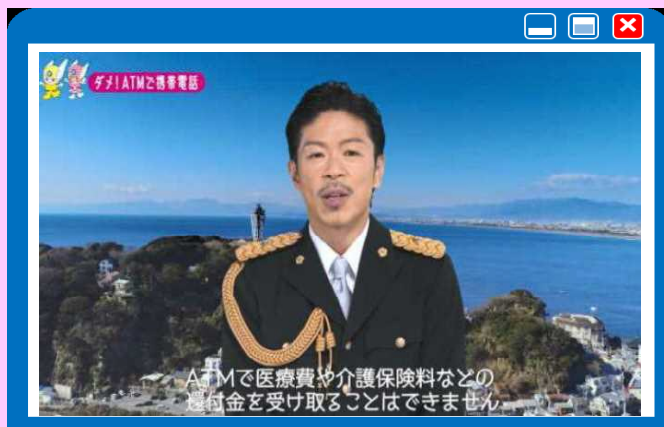 ダメ!ATMで携帯電話
ATMで医療費や介護保険料などの
還付金を受け取ることはできません